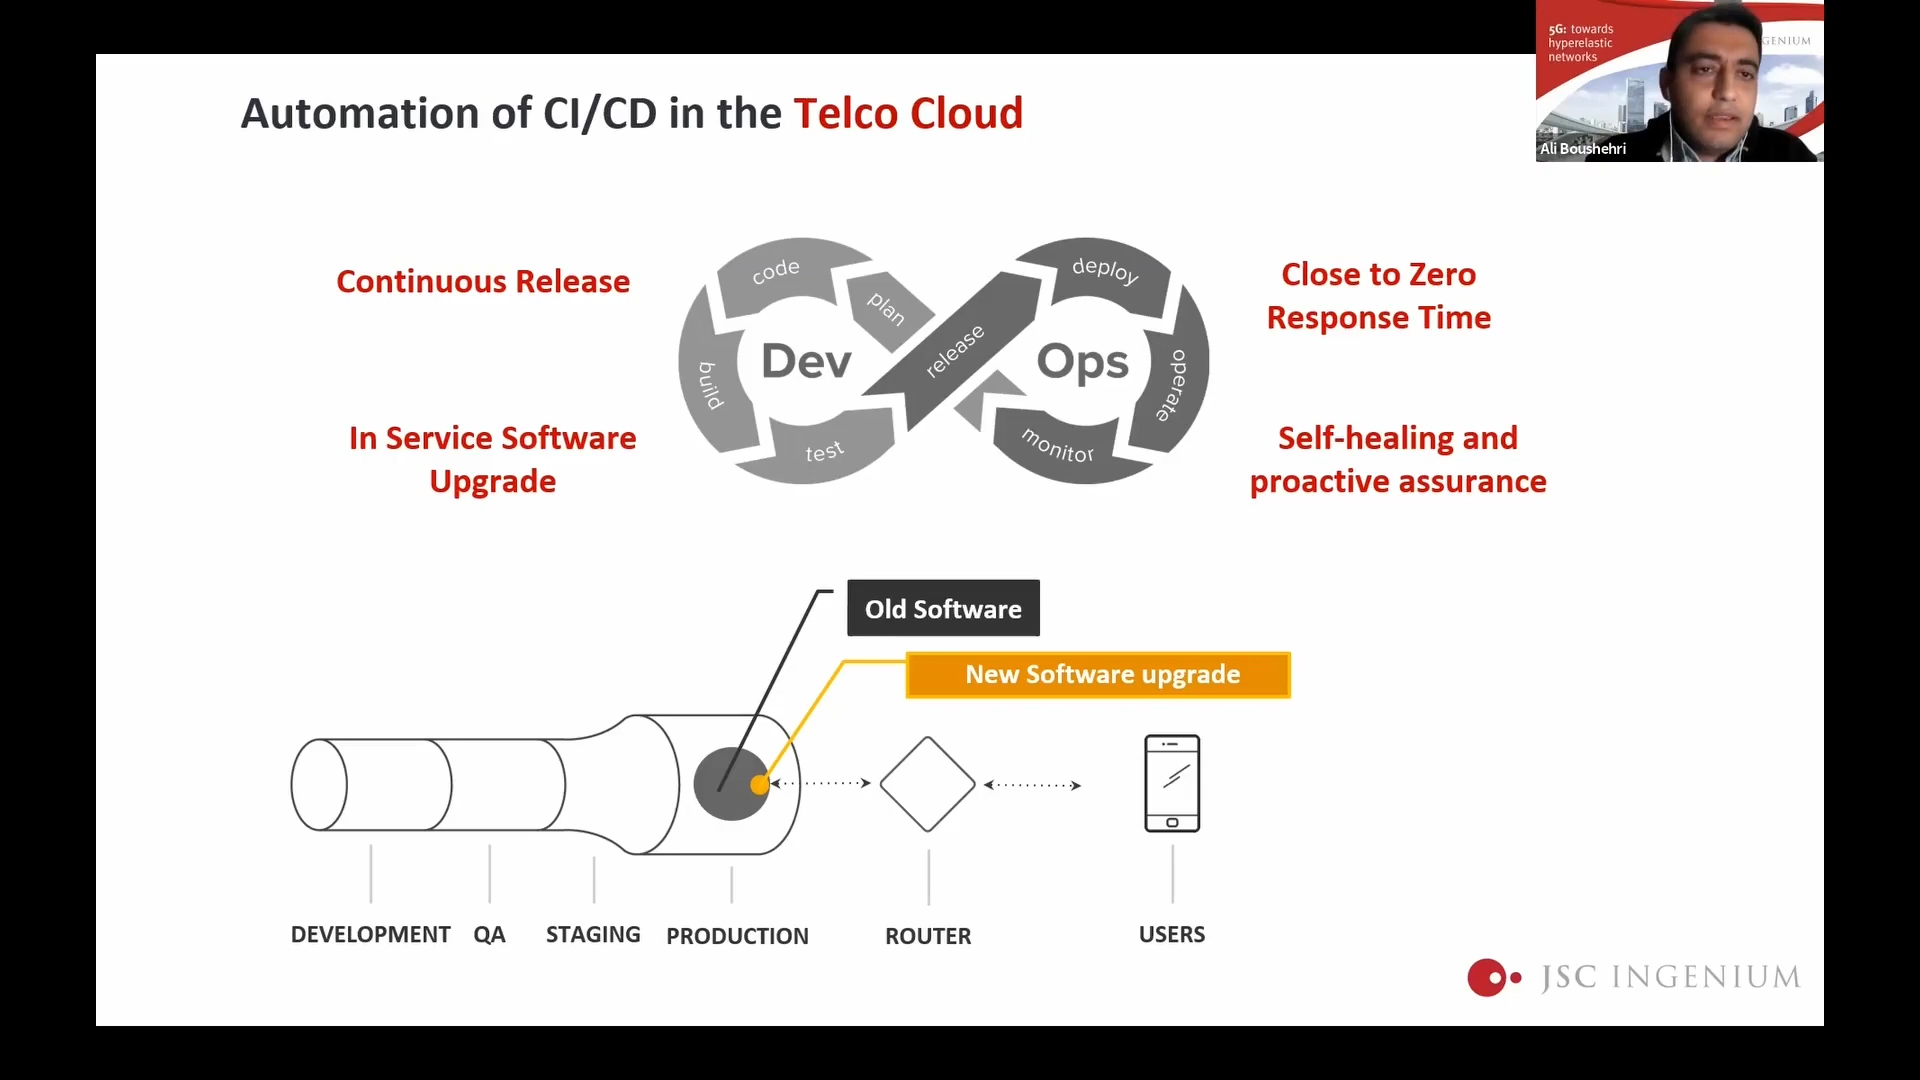 5G: towards
hyperelastic
networks
GENIUM
Ali Boushehri
Automation of CI/CD in the Telco Cloud
Continuous Release
In Service Software
Upgrade
code
plan
build
Dev
test
release
deploy
Ops
operate
monitor
Close to Zero
Response Time
Self-healing and
proactive assurance
Old Software
New Software upgrade
DEVELOPMENT QA STAGING PRODUCTION ROUTER USERS
JSC INGENIUM